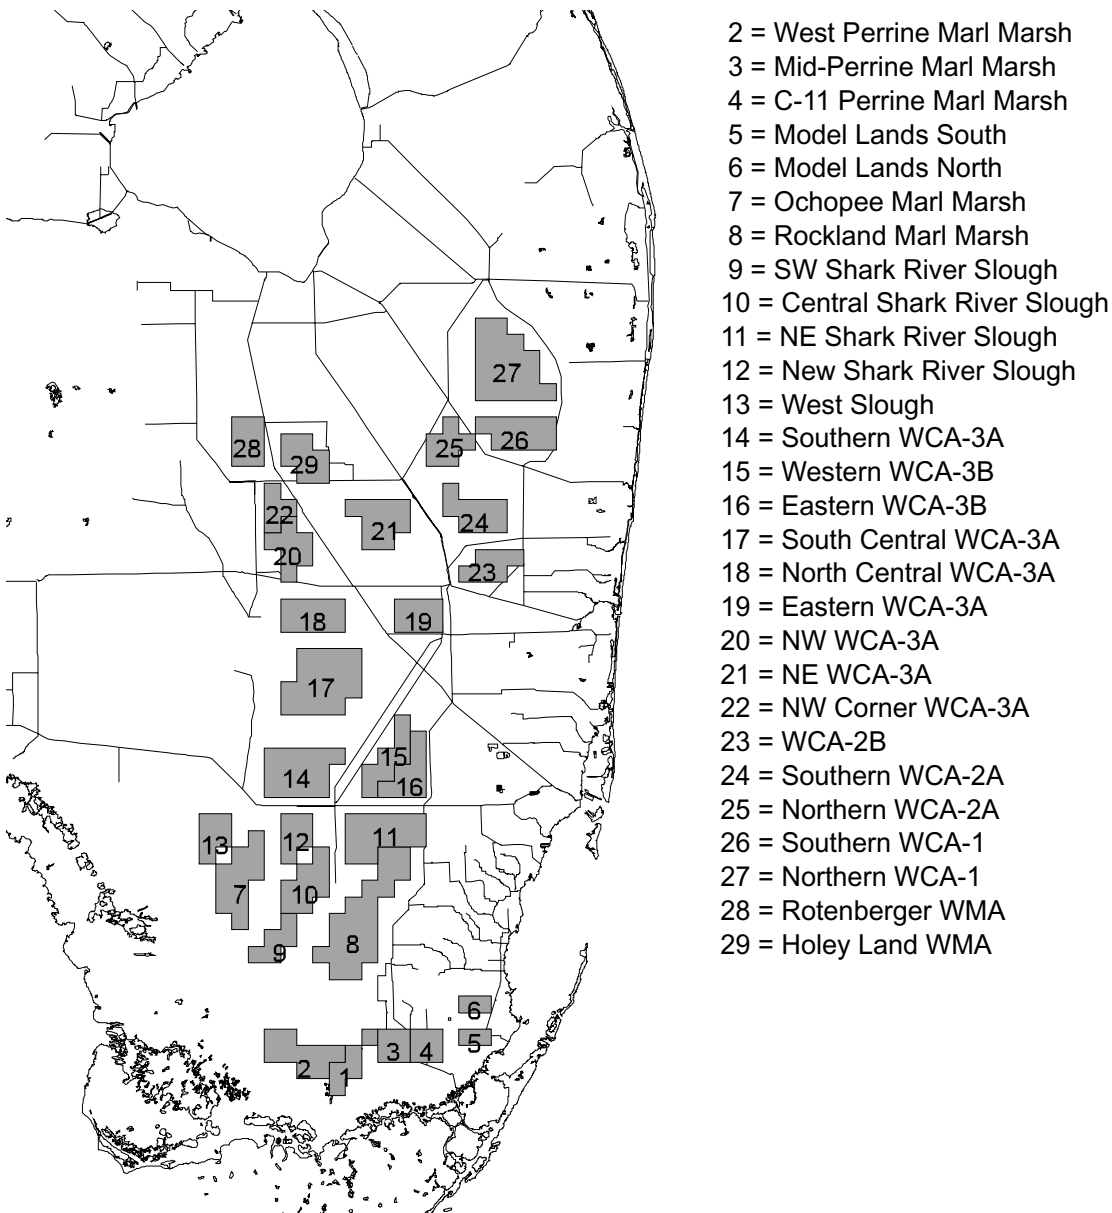 2 = West Perrine Marl Marsh
3 = Mid-Perrine Marl Marsh
4 = C-11 Perrine Marl Marsh
5 = Model Lands South
6 = Model Lands North
7 = Ochopee Marl Marsh
8 = Rockland Marl Marsh
9 = SW Shark River Slough
10 = Central Shark River Slough
11 = NE Shark River Slough
12 = New Shark River Slough
13 = West Slough
14 = Southern WCA-3A
15 = Western WCA-3B
16 = Eastern WCA-3B
17 = South Central WCA-3A
18 = North Central WCA-3A
19 = Eastern WCA-3A
20 = NW WCA-3A
21 = NE WCA-3A
22 = NW Corner WCA-3A
23 = WCA-2B
24 = Southern WCA-2A
25 = Northern WCA-2A
26 = Southern WCA-1
27 = Northern WCA-1
28 = Rotenberger WMA
29 = Holey Land WMA
27
28
29
25
26
22
21
24
20
23
18
19
17
15
14
16
13
12
11
7
10
9
8
6
2
1
3
4
5